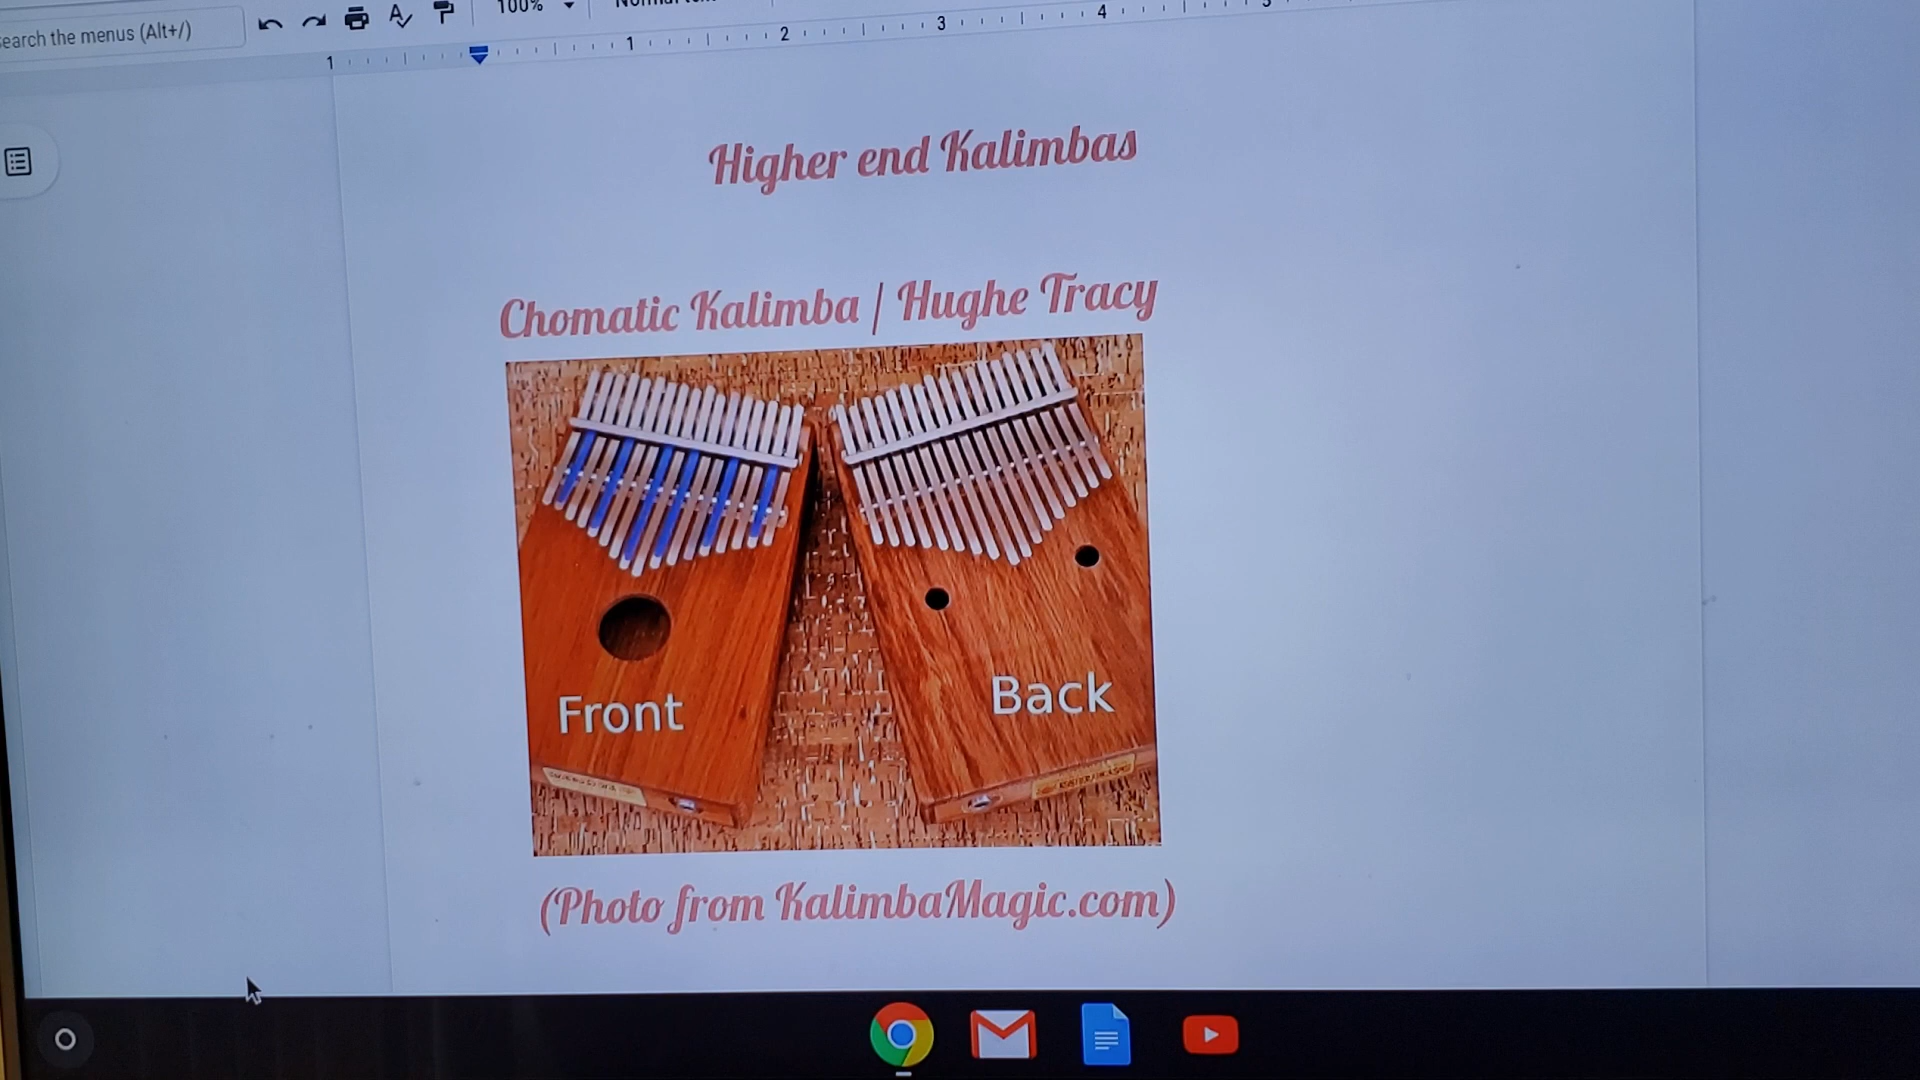 search the menus (Alt+/)
100%
1 1 2 3 4
Higher end Kalimbas
Chomatic Kalimba / Hughe Tracy
Front
Back
(Photo from KalimbaMagic.com)